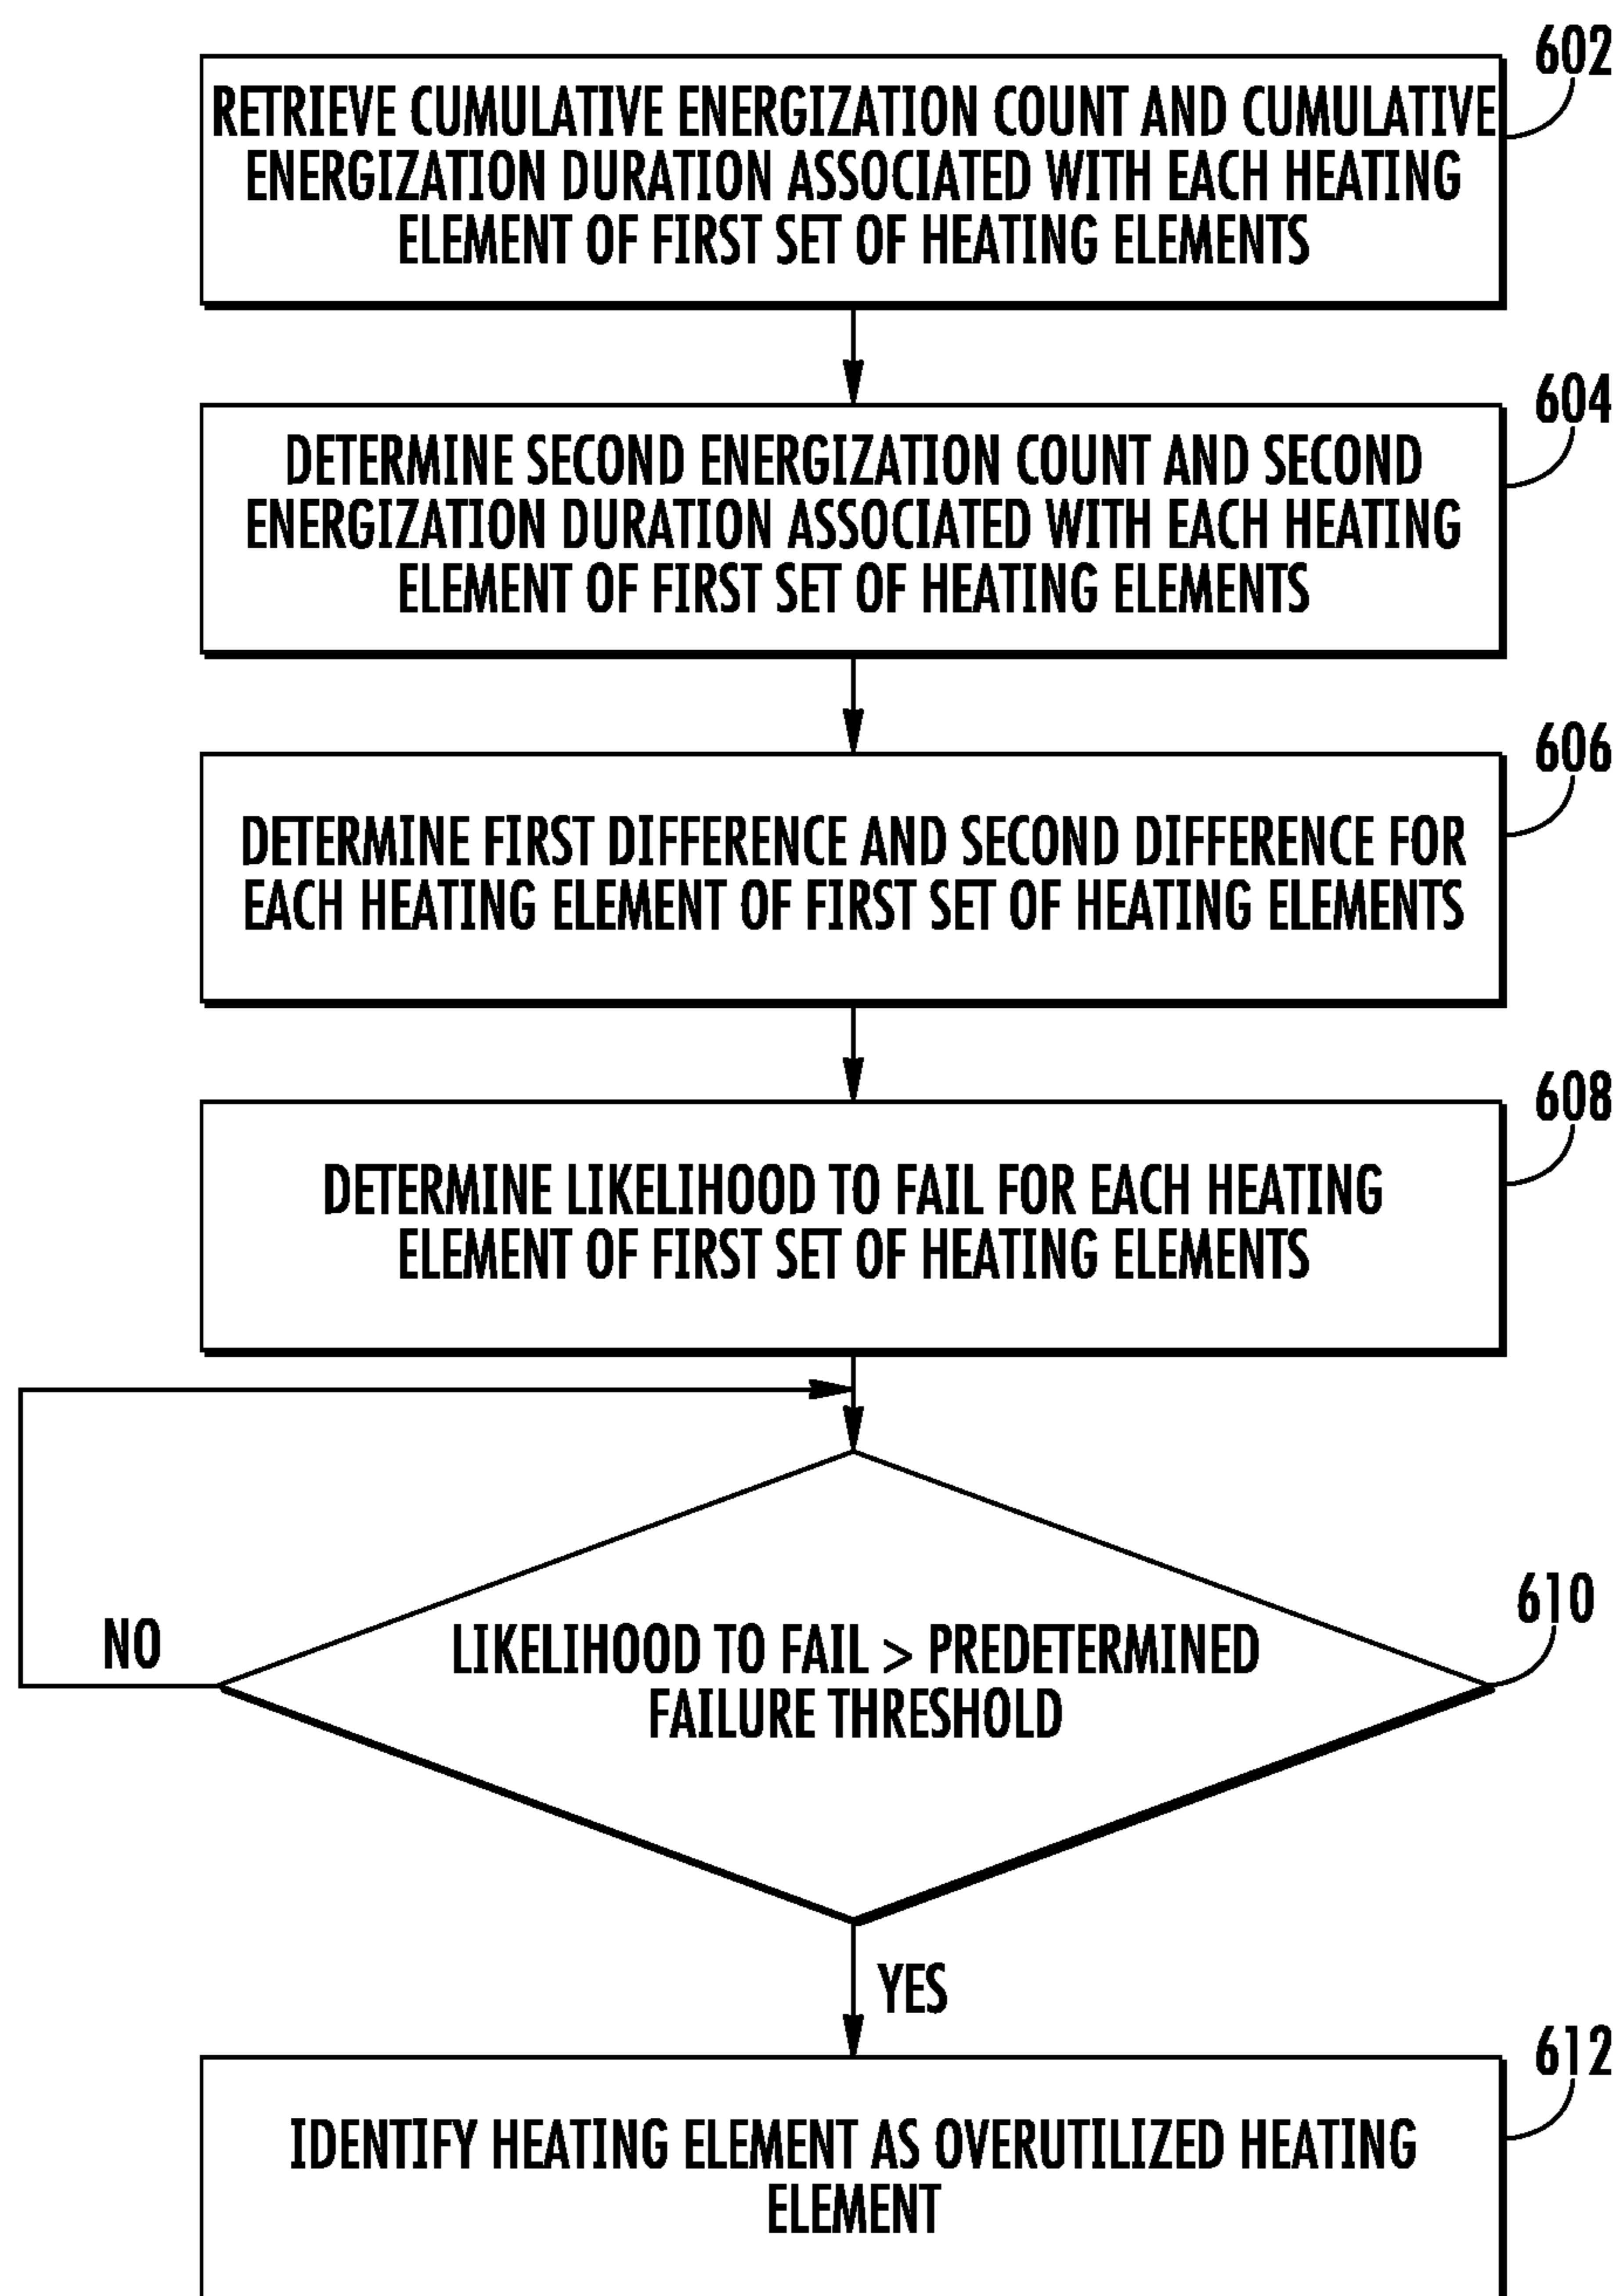 602
RETRIEVE CUMULATIVE ENERGIZATION COUNT AND CUMULATIVE
ENERGIZATION DURATION ASSOCIATED WITH EACH HEATING
ELEMENT OF FIRST SET OF HEATING ELEMENTS
604
DETERMINE SECOND ENERGIZATION COUNT AND SECOND
ENERGIZATION DURATION ASSOCIATED WITH EACH HEATING
ELEMENT OF FIRST SET OF HEATING ELEMENTS
606
DETERMINE FIRST DIFFERENCE AND SECOND DIFFERENCE FOR
EACH HEATING ELEMENT OF FIRST SET OF HEATING ELEMENTS
608
DETERMINE LIKELIHOOD TO FAIL FOR EACH HEATING
ELEMENT OF FIRST SET OF HEATING ELEMENTS
610
NO
LIKELIHOOD TO FAIL > PREDETERMINED
FAILURE THRESHOLD
YES
612
IDENTIFY HEATING ELEMENT AS OVERUTILIZED HEATING
ELEMENT